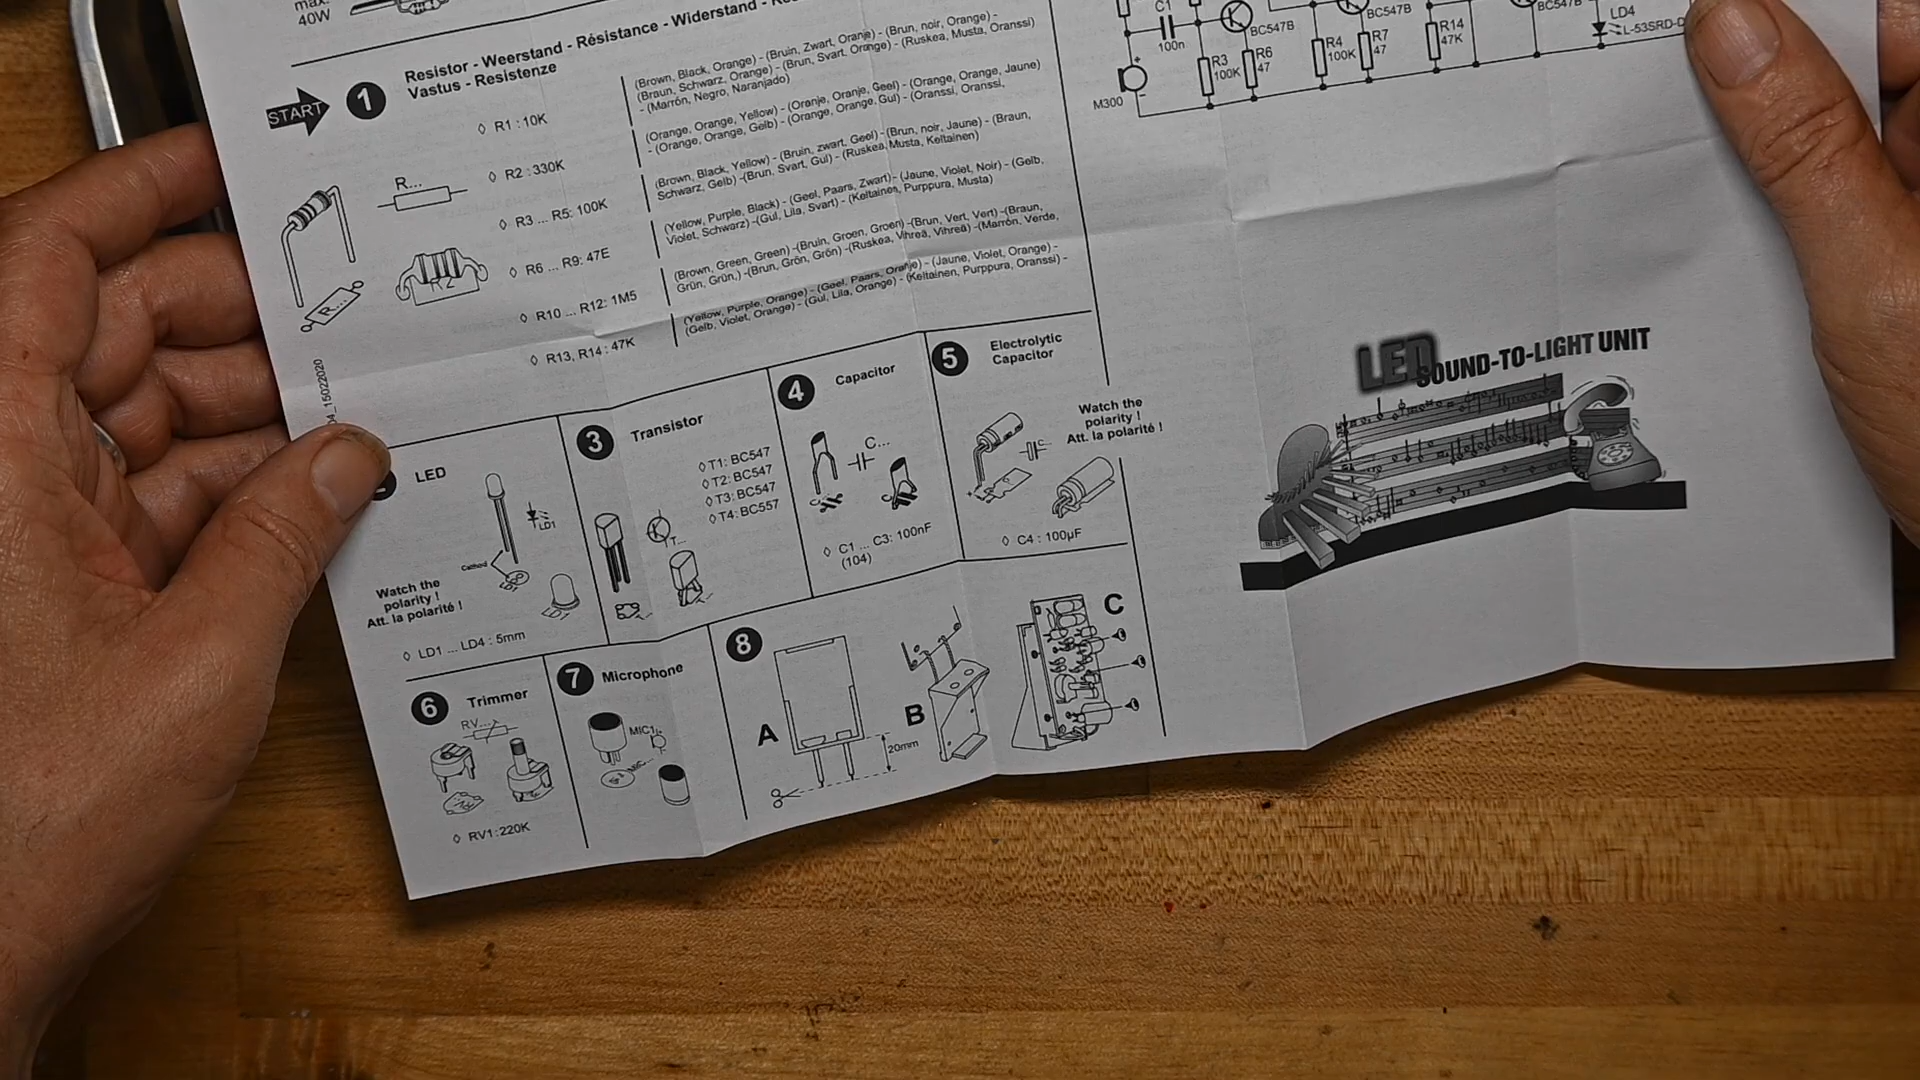 max.
40W
START
1
Resistor - Weerstand - Résistance - Widerstand -
Vastus - Resistenze
R...
R1 : 10K
(Brown, Black, Orange) - (Bruin, Zwart, Oranje) - (Brun, noir, Orange) -
(Braun, Schwarz, Orange) - (Brun, Svart, Orange) - (Ruskea, Musta, Oranssi)
- (Marrón, Negro, Naranjado)
R2 : 330K
(Orange, Orange, Yellow) - (Oranje, Oranje, Geel) - (Orange, Orange, Jaune)
- (Orange, Orange, Gelb) - (Orange, Orange, Gul) - (Oranssi, Oranssi,
R3 ... R5: 100K
(Brown, Black, Yellow) - (Bruin, zwart, Geel) - (Brun, noir, Jaune) - (Braun,
Schwarz, Gelb) -(Brun, Svart, Gul) - (Ruskea, Musta, Keltainen)
R6 ... R9: 47E
(Yellow, Purple, Black) - (Geel, Paars, Zwart) - (Jaune, Violet, Noir) - (Gelb,
Violet, Schwarz) -(Gul, Lila, Svart) - (Keltainen, Purppura, Musta)
R10 ... R12: 1M5
(Brown, Green, Green) -(Bruin, Groen, Groen) -(Brun, Vert, Vert) -(Braun,
Grün, Grün,) -(Brun, Grön, Grön) -(Ruskea, Vihreä, Vihreä) -(Marrón, Verde,
R13, R14 : 47K
(Yellow, Purple, Orange) - (Geel, Paars, Oranje) - (Jaune, Violet, Orange) -
(Gelb, Violet, Orange) - (Gul, Lila, Orange) - (Keltainen, Purppura, Oranssi) -
R2
R...
04_15022020
LED
LD1
Cathode
LD1
Watch the
polarity !
Att. la polarité !
LD1 ... LD4 : 5mm
3
Transistor
T1: BC547
T2: BC547
T3: BC547
T4: BC557
T...
4
Capacitor
C...
C1 ... C3: 100nF
(104)
5
Electrolytic
Capacitor
C...
Watch the
polarity !
Att. la polarité !
C4 : 100µF
6
Trimmer
RV...
RV1 : 220K
7
Microphone
MIC1
8
A
20mm
B
C
C1
100n
BC547B
R3
100K
R6
47
R4
100K
BC547B
R7
47
R14
47K
BC547B
LD4
L-53SRD-D
M300
LED
SOUND-TO-LIGHT UNIT